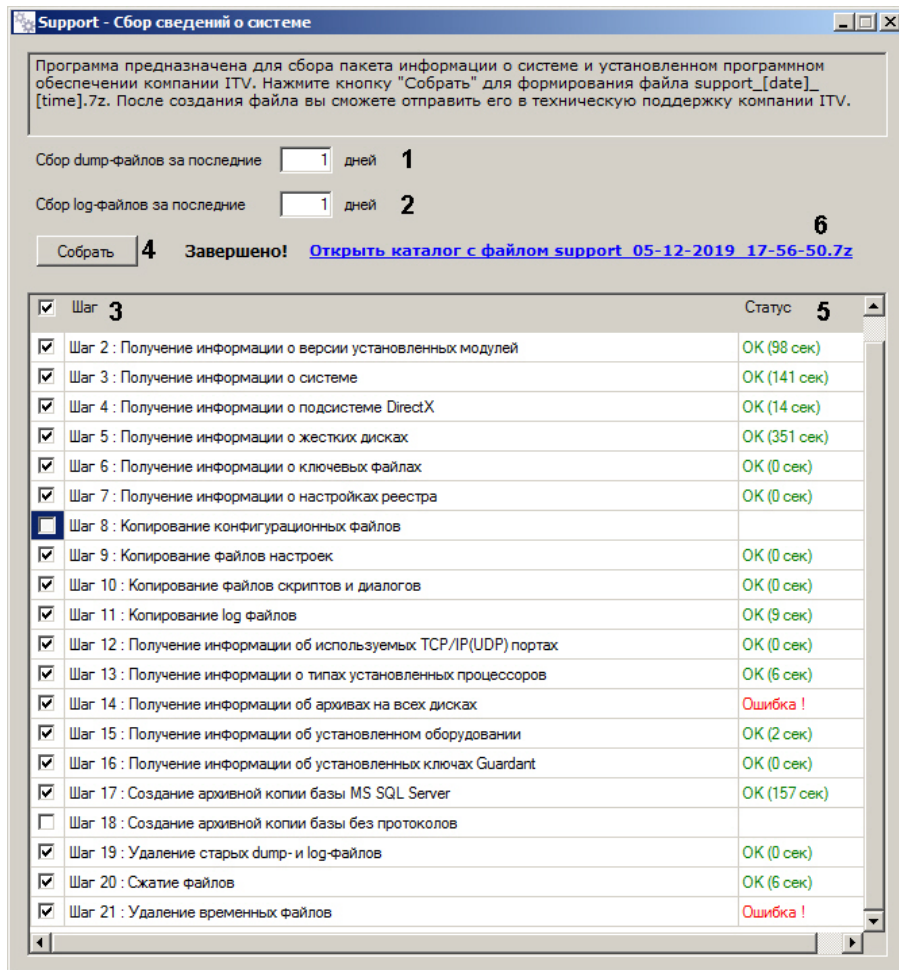 Support - Сбор сведений о системе
Программа предназначена для сбора пакета информации о системе и установленном программном
обеспечении компании ITV. Нажмите кнопку "Собрать" для формирования файла support_[date]_
[time].7z. После создания файла вы сможете отправить его в техническую поддержку компании ITV.
Сбор dump-файлов за последние 1 дней 1
Сбор log-файлов за последние 1 дней 2
6
Собрать 4 Завершено! Открыть каталог с файлом support_05-12-2019_17-56-50.7z
Шаг 3 Статус 5
Шаг 2 : Получение информации о версии установленных модулей OK (98 сек)
Шаг 3 : Получение информации о системе OK (141 сек)
Шаг 4 : Получение информации о подсистеме DirectX OK (14 сек)
Шаг 5 : Получение информации о жестких дисках OK (351 сек)
Шаг 6 : Получение информации о ключевых файлах OK (0 сек)
Шаг 7 : Получение информации о настройках реестра OK (0 сек)
Шаг 8 : Копирование конфигурационных файлов
Шаг 9 : Копирование файлов настроек OK (0 сек)
Шаг 10 : Копирование файлов скриптов и диалогов OK (0 сек)
Шаг 11 : Копирование log файлов OK (9 сек)
Шаг 12 : Получение информации об используемых TCP/IP(UDP) портах OK (0 сек)
Шаг 13 : Получение информации о типах установленных процессоров OK (6 сек)
Шаг 14 : Получение информации об архивах на всех дисках Ошибка !
Шаг 15 : Получение информации об установленном оборудовании OK (2 сек)
Шаг 16 : Получение информации об установленных ключах Guardant OK (0 сек)
Шаг 17 : Создание архивной копии базы MS SQL Server OK (157 сек)
Шаг 18 : Создание архивной копии базы без протоколов
Шаг 19 : Удаление старых dump- и log-файлов OK (0 сек)
Шаг 20 : Сжатие файлов OK (6 сек)
Шаг 21 : Удаление временных файлов Ошибка !